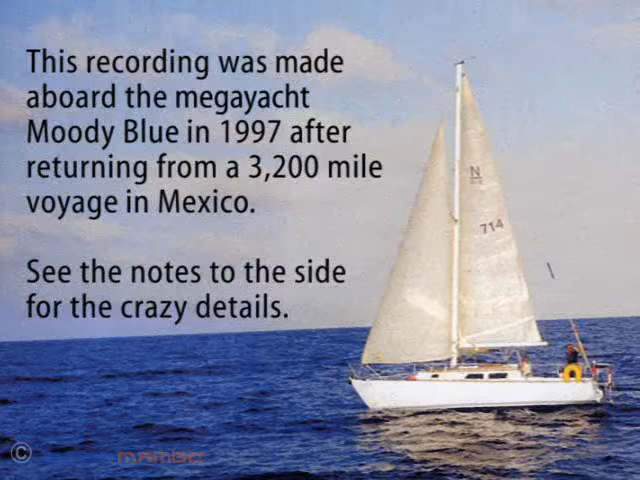 This recording was made
aboard the megayacht
Moody Blue in 1997 after
returning from a 3,200 mile
voyage in Mexico.
See the notes to the side
for the crazy details.
N
714
©